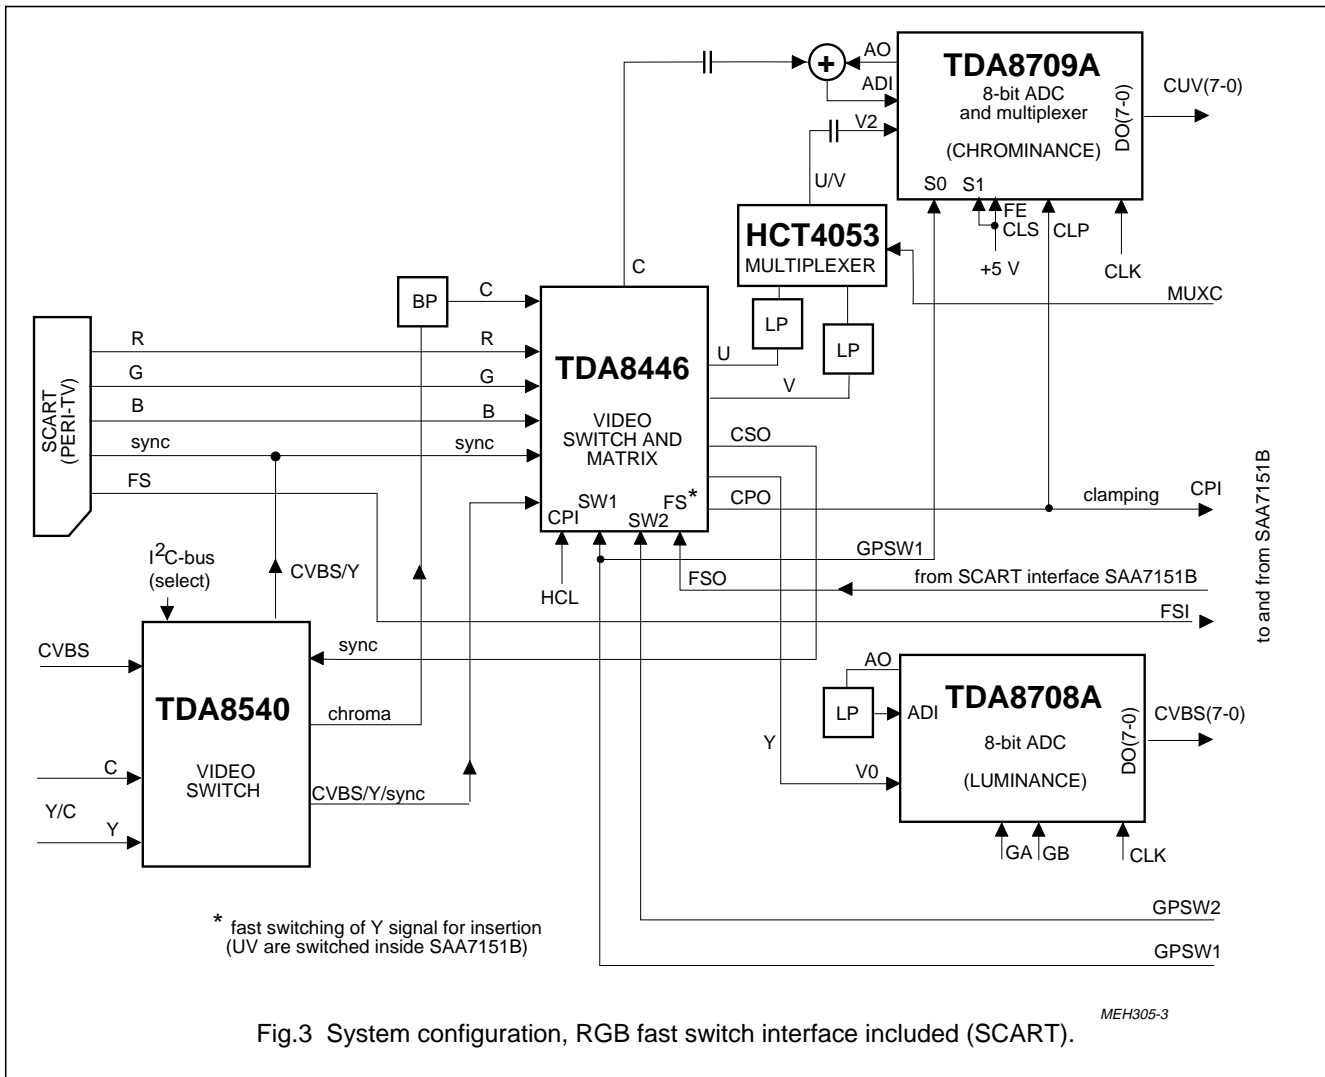 AO
TDA8709A
8-bit ADC
and multiplexer
(CHROMINANCE)
DO(7-0)
CUV(7-0)
+
ADI
V2
U/V
S0
S1
FE
CLS
CLP
+5 V
CLK
HCT4053
MULTIPLEXER
MUXC
C
BP
C
LP
LP
SCART
(PERI-TV)
R
R
G
G
B
B
sync
sync
FS
TDA8446
VIDEO
SWITCH AND
MATRIX
U
V
CSO
CPO
CPI
SW1
SW2
FS*
clamping
CPI
GPSW1
HCL
FSO
from SCART interface SAA7151B
FSI
to and from SAA7151B
I2C-bus
(select)
CVBS/Y
CVBS
sync
TDA8540
VIDEO
SWITCH
chroma
C
Y/C
Y
CVBS/Y/sync
AO
LP
ADI
TDA8708A
8-bit ADC
(LUMINANCE)
DO(7-0)
CVBS(7-0)
Y
V0
GA
GB
CLK
* fast switching of Y signal for insertion
(UV are switched inside SAA7151B)
GPSW2
GPSW1
MEH305-3
Fig.3 System configuration, RGB fast switch interface included (SCART).